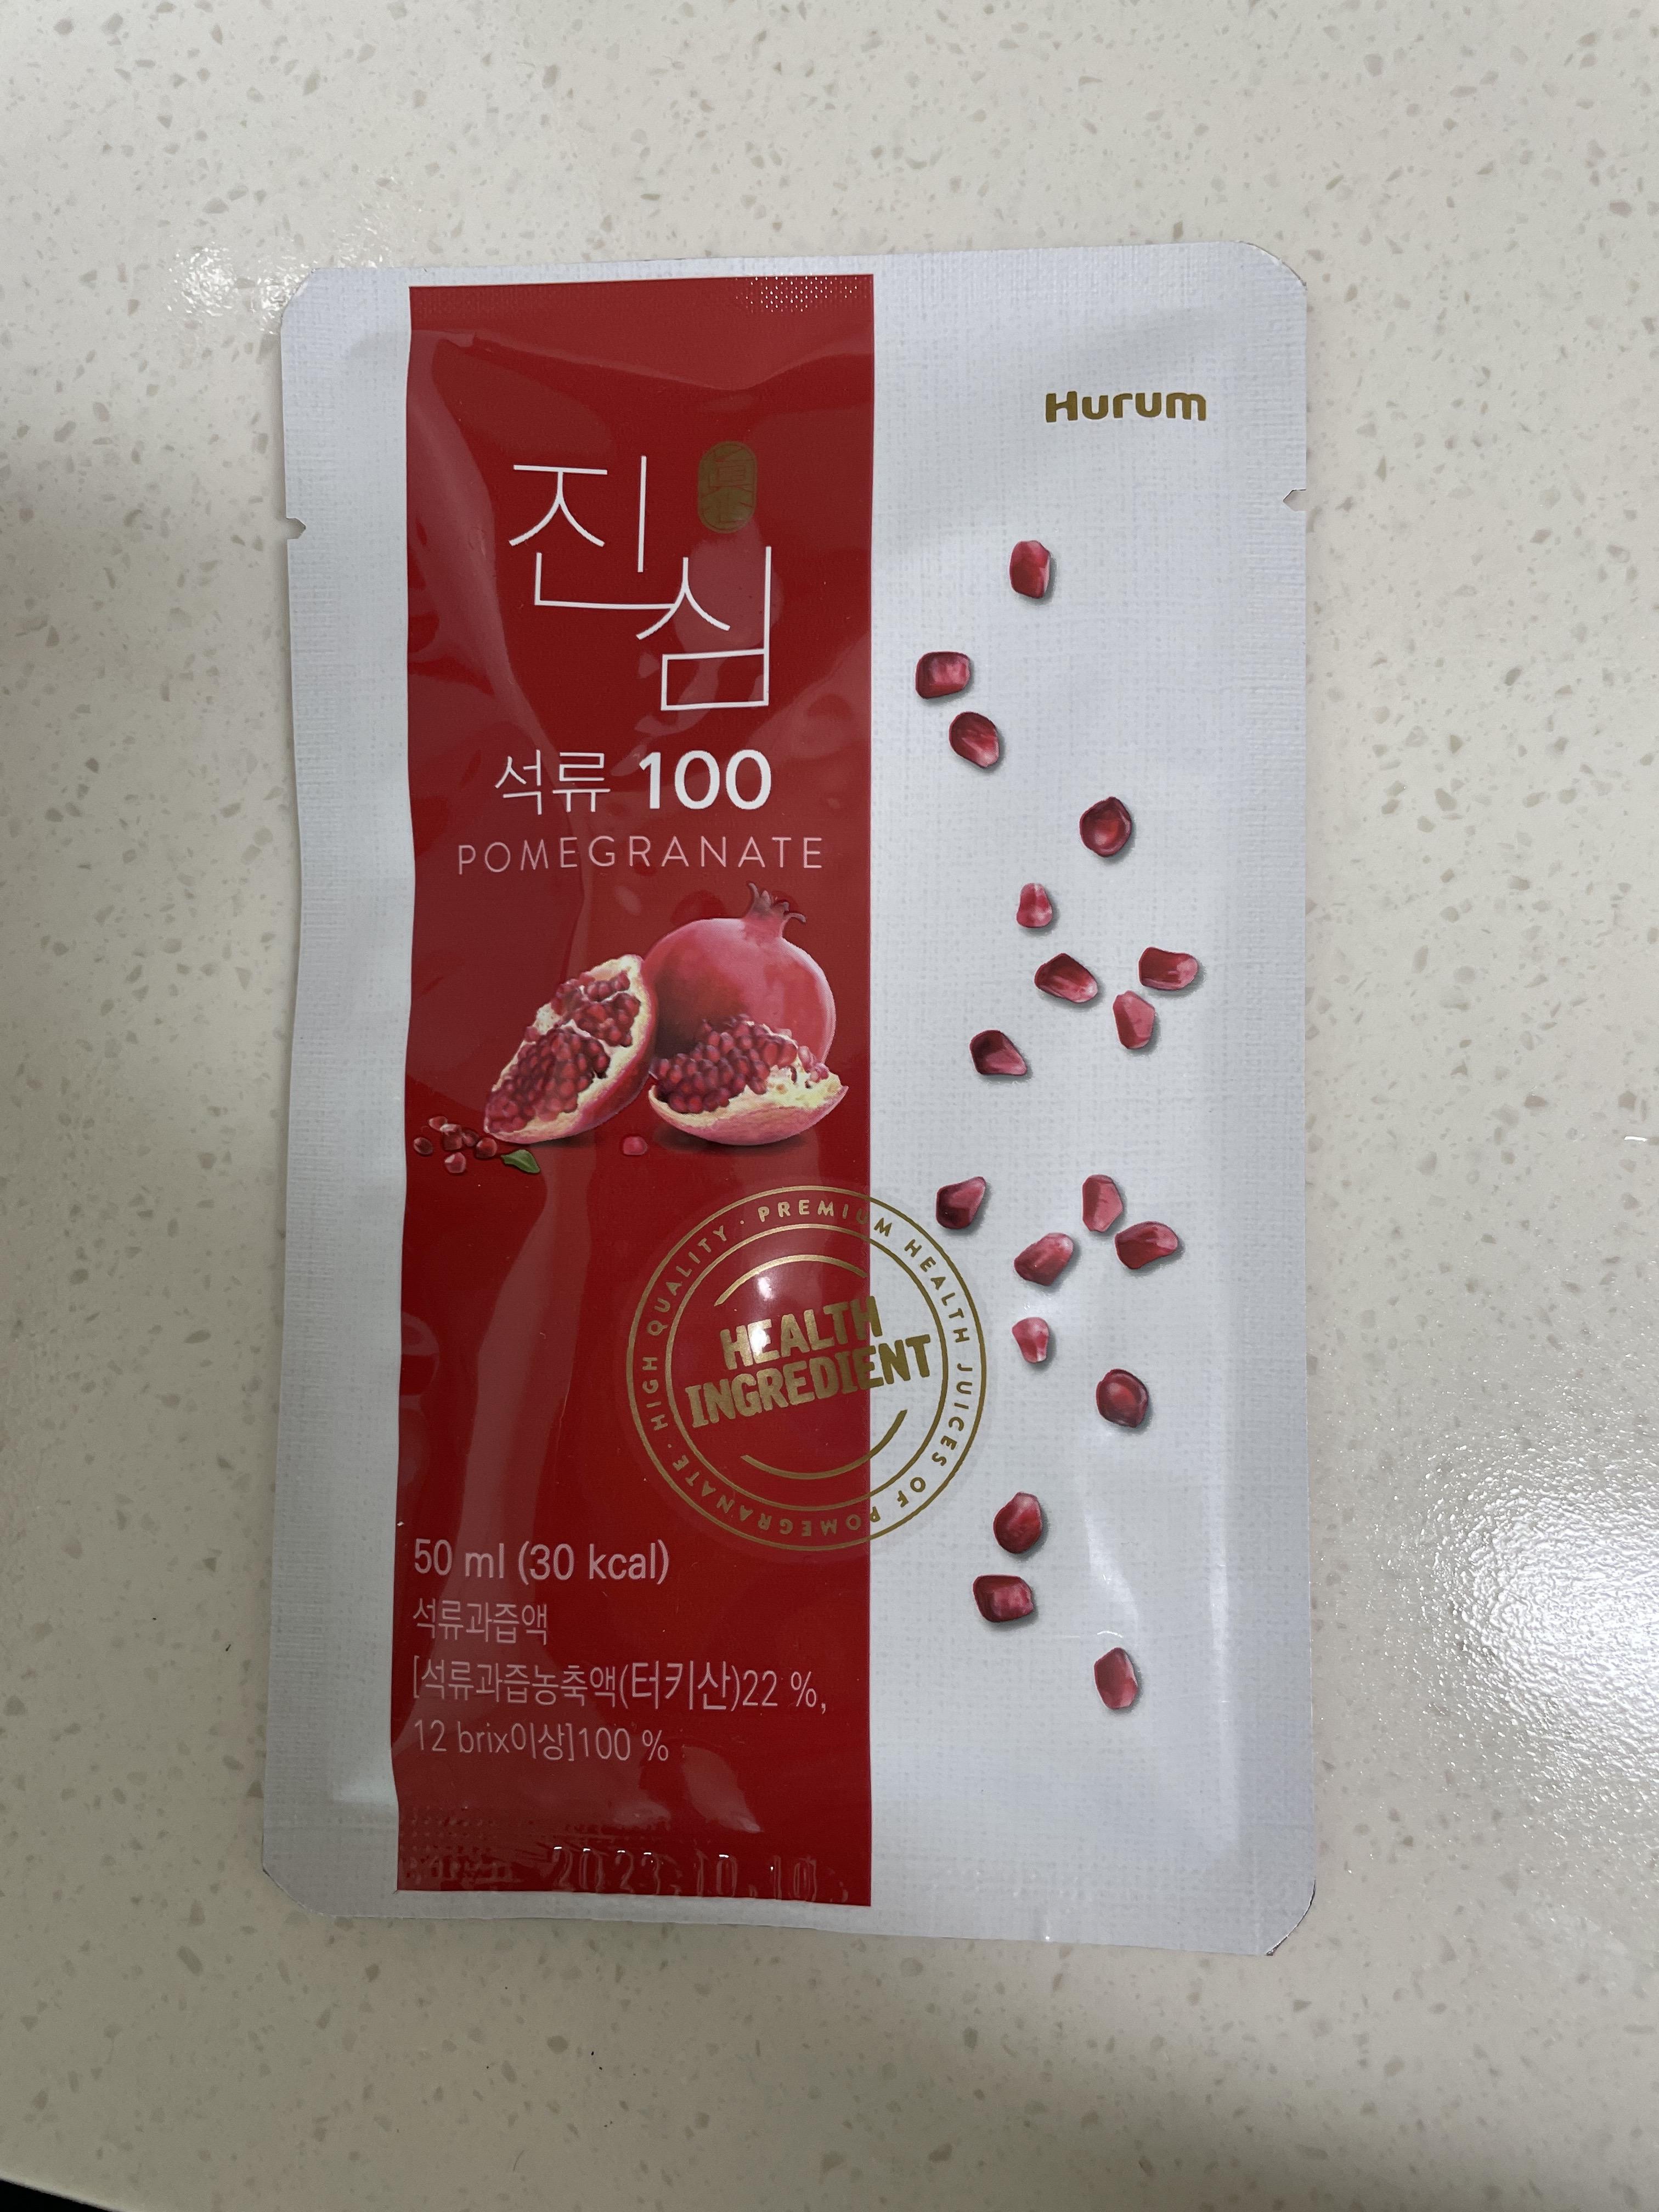 Hurum
진심
眞心
석류 100
POMEGRANATE
PREMIUM HEALTH JUICES OF POMEGRANATE · HIGH QUALITY ·
HEALTH
INGREDIENT
50 ml (30 kcal)
석류과즙액
[석류과즙농축액(터키산)22 %,
12 brix이상]100 %